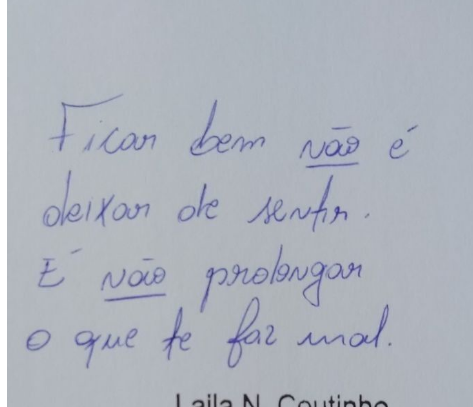 Ficar bem não é
deixar de sentir.
É não prolongar
o que te faz mal.
Laila N. Coutinho